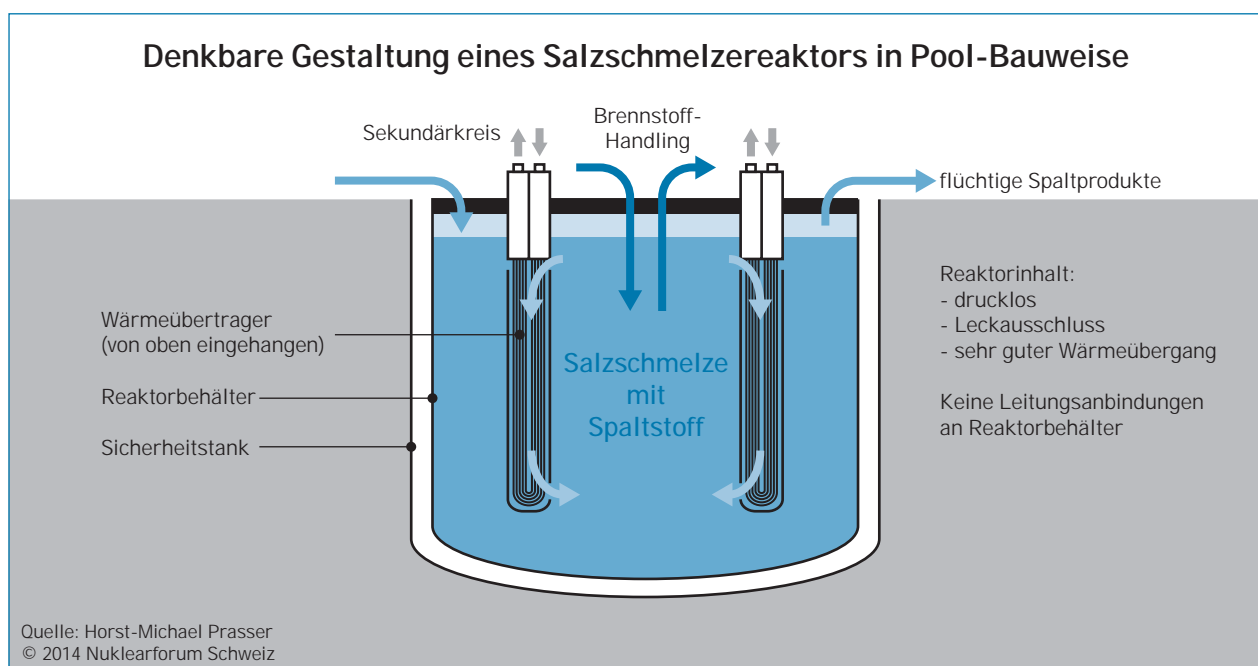 Denkbare Gestaltung eines Salzschmelzereaktors in Pool-Bauweise
Sekundärkreis
Brennstoff-
Handling
flüchtige Spaltprodukte
Wärmeübertrager
(von oben eingehangen)
Reaktorbehälter
Sicherheitstank
Salzschmelze
mit
Spaltstoff
Reaktorinhalt:
- drucklos
- Leckausschluss
- sehr guter Wärmeübergang
Keine Leitungsanbindungen
an Reaktorbehälter
Quelle: Horst-Michael Prasser
© 2014 Nuklearforum Schweiz